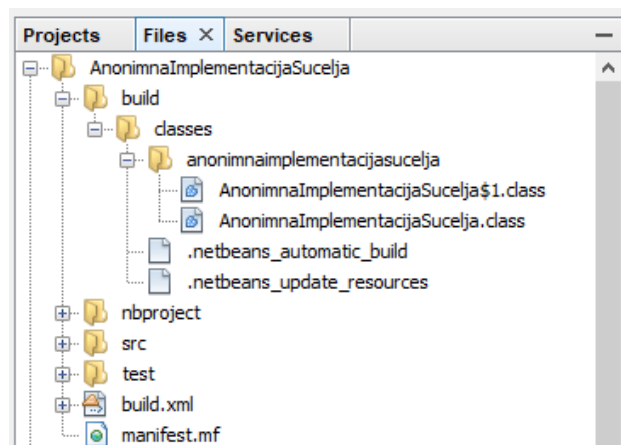 Projects Files × Services
AnonimnaImplementacijaSucelja
build
classes
anonimnaimplementacijasucelja
AnonimnaImplementacijaSucelja$1.class
AnonimnaImplementacijaSucelja.class
.netbeans_automatic_build
.netbeans_update_resources
nbproject
src
test
build.xml
manifest.mf